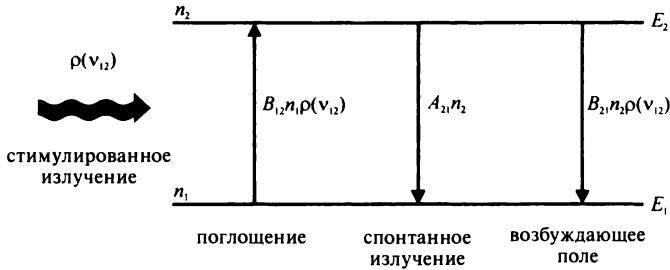 n₂
E₂
ρ(ν₁₂)
B₁₂n₁ρ(ν₁₂)
A₂₁n₂
B₂₁n₂ρ(ν₁₂)
стимулированное
излучение
n₁
E₁
поглощение
спонтанное
излучение
возбуждающее
поле